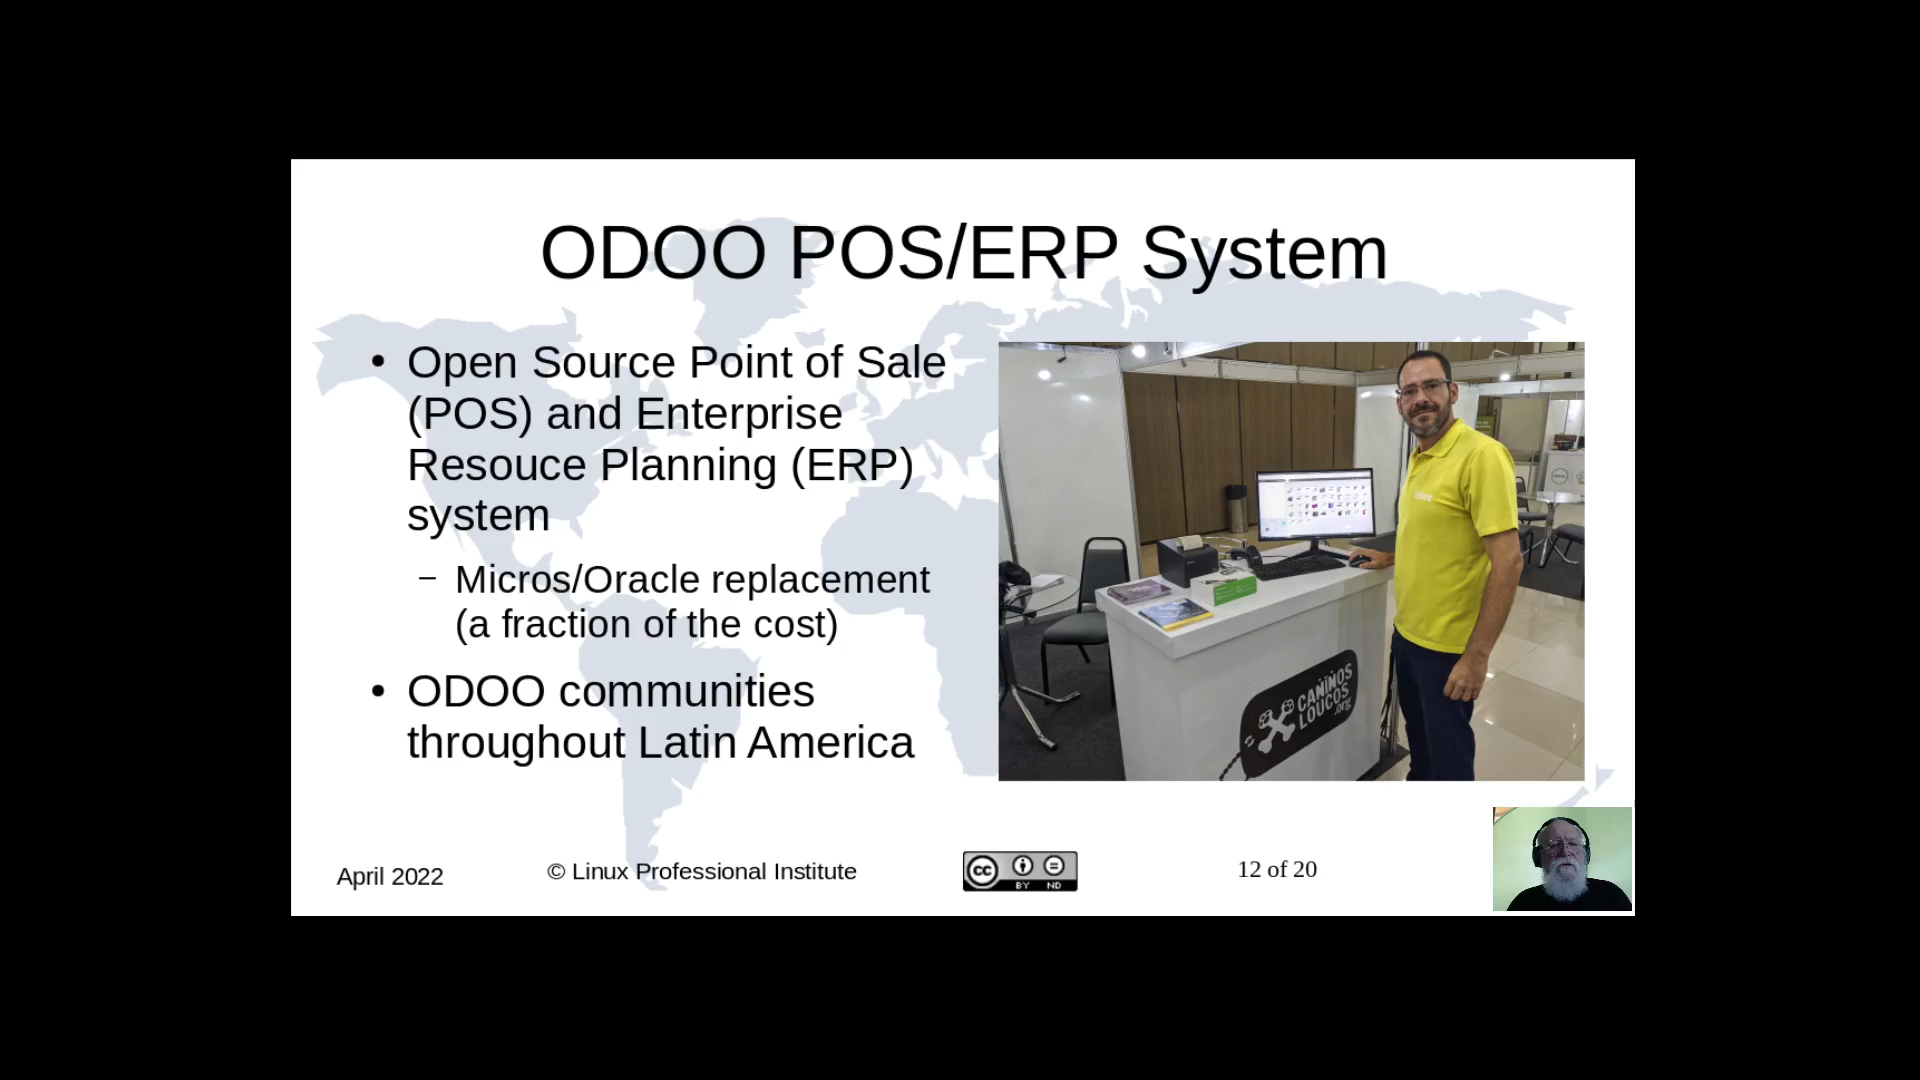 ODOO POS/ERP System
• Open Source Point of Sale
(POS) and Enterprise
Resouce Planning (ERP)
system
– Micros/Oracle replacement
(a fraction of the cost)
• ODOO communities
throughout Latin America
CANINOS
LOUCOS
.org
April 2022
© Linux Professional Institute
cc
BY ND
12 of 20